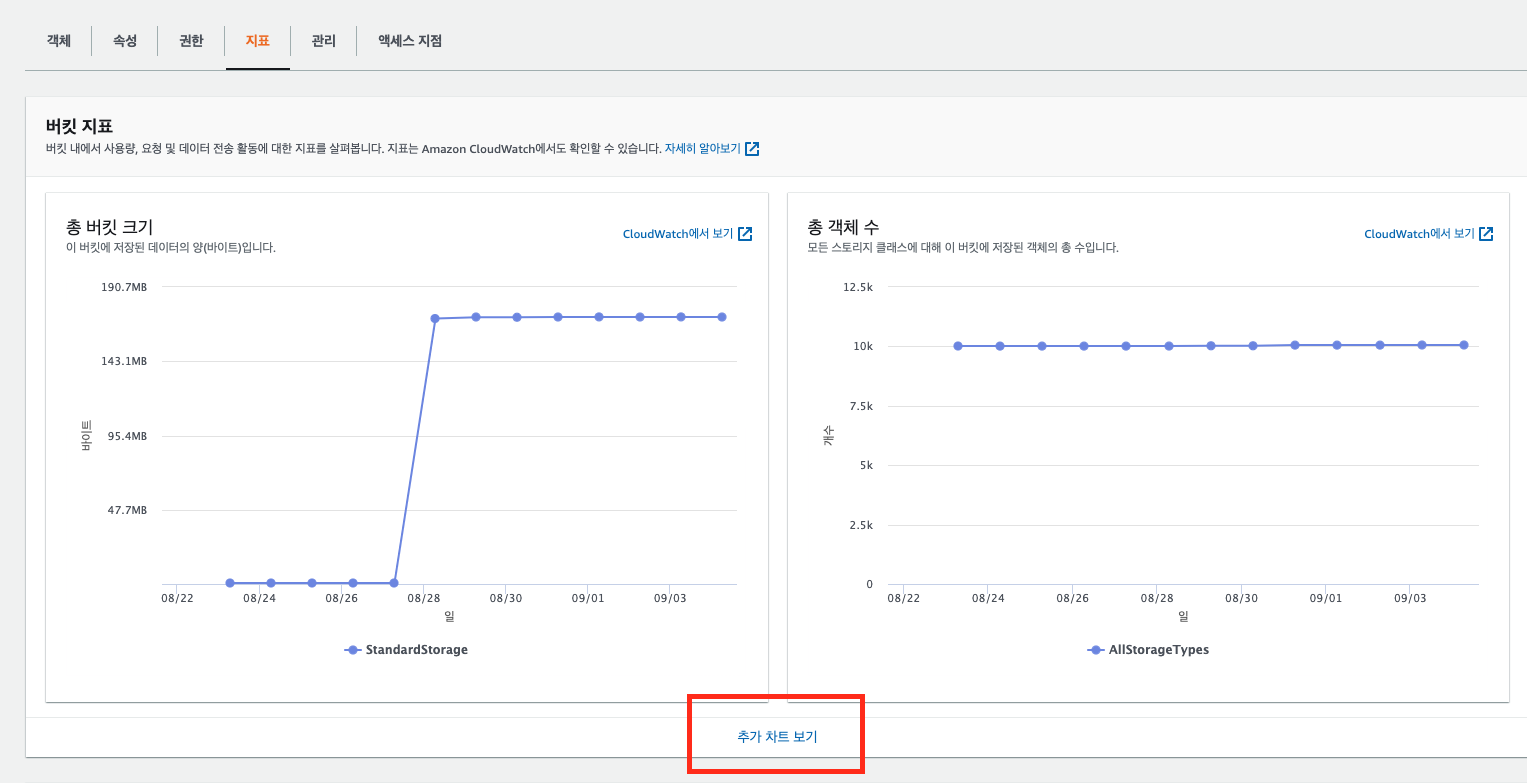 객체 속성 권한 지표 관리 액세스 지점
버킷 지표
버킷 내에서 사용량, 요청 및 데이터 전송 활동에 대한 지표를 살펴봅니다. 지표는 Amazon CloudWatch에서도 확인할 수 있습니다. 자세히 알아보기
총 버킷 크기
이 버킷에 저장된 데이터의 양(바이트)입니다.
CloudWatch에서 보기
190.7MB
143.1MB
95.4MB
47.7MB
바이트
08/22 08/24 08/26 08/28 08/30 09/01 09/03
일
StandardStorage
총 객체 수
모든 스토리지 클래스에 대해 이 버킷에 저장된 객체의 총 수입니다.
CloudWatch에서 보기
12.5k
10k
7.5k
5k
2.5k
0
개수
08/22 08/24 08/26 08/28 08/30 09/01 09/03
일
AllStorageTypes
추가 차트 보기